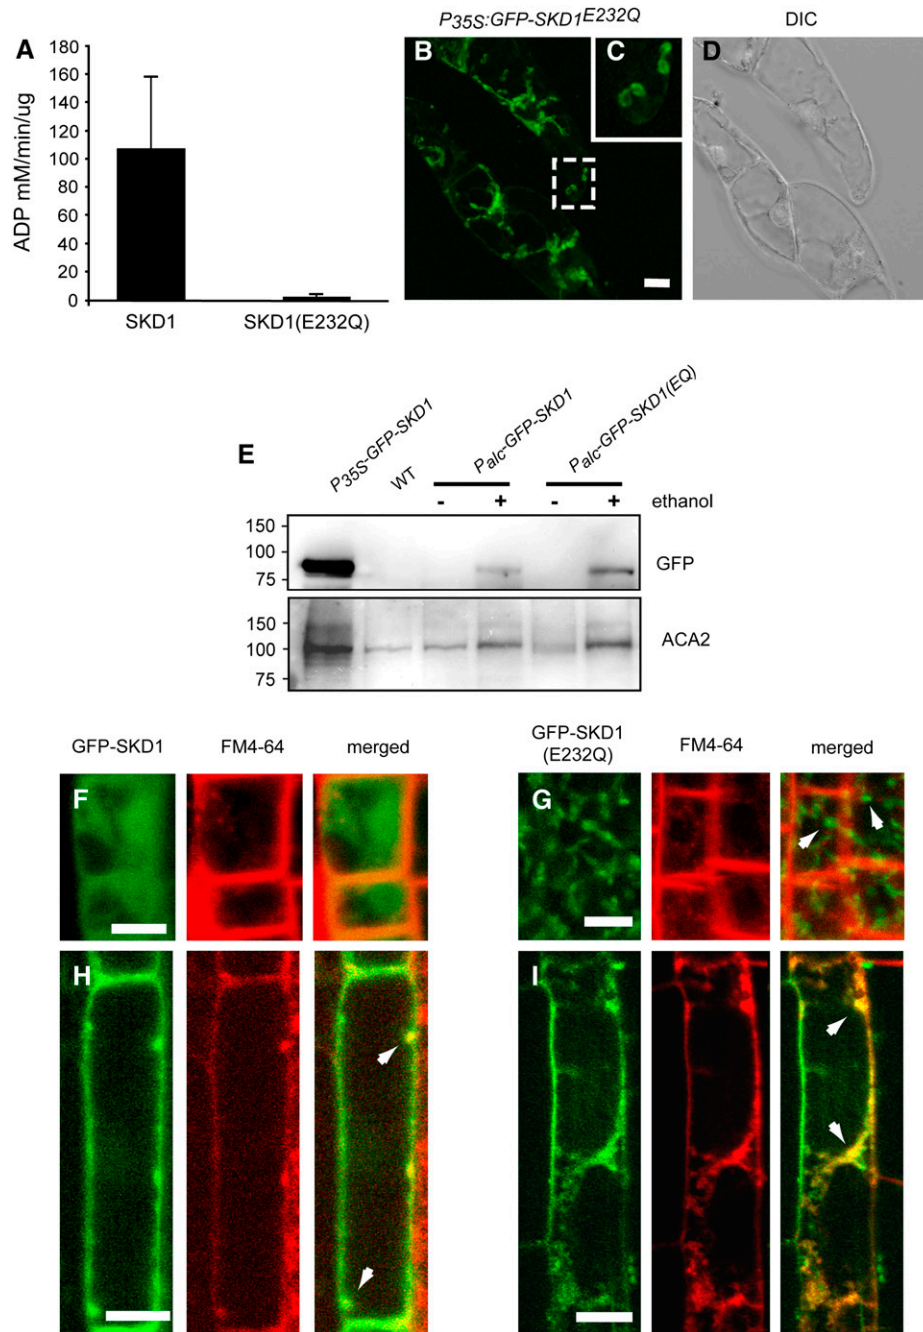 P35S:GFP-SKD1E232Q
DIC
A
B
C
D
ADP mM/min/ug
180
160
140
120
100
80
60
40
20
0
SKD1
SKD1(E232Q)
E
P35S-GFP-SKD1
WT
Palc-GFP-SKD1
Palc-GFP-SKD1(EQ)
- + - + ethanol
150
100
75
GFP
150
100
75
ACA2
GFP-SKD1
FM4-64
merged
GFP-SKD1
(E232Q)
FM4-64
merged
F
G
H
I